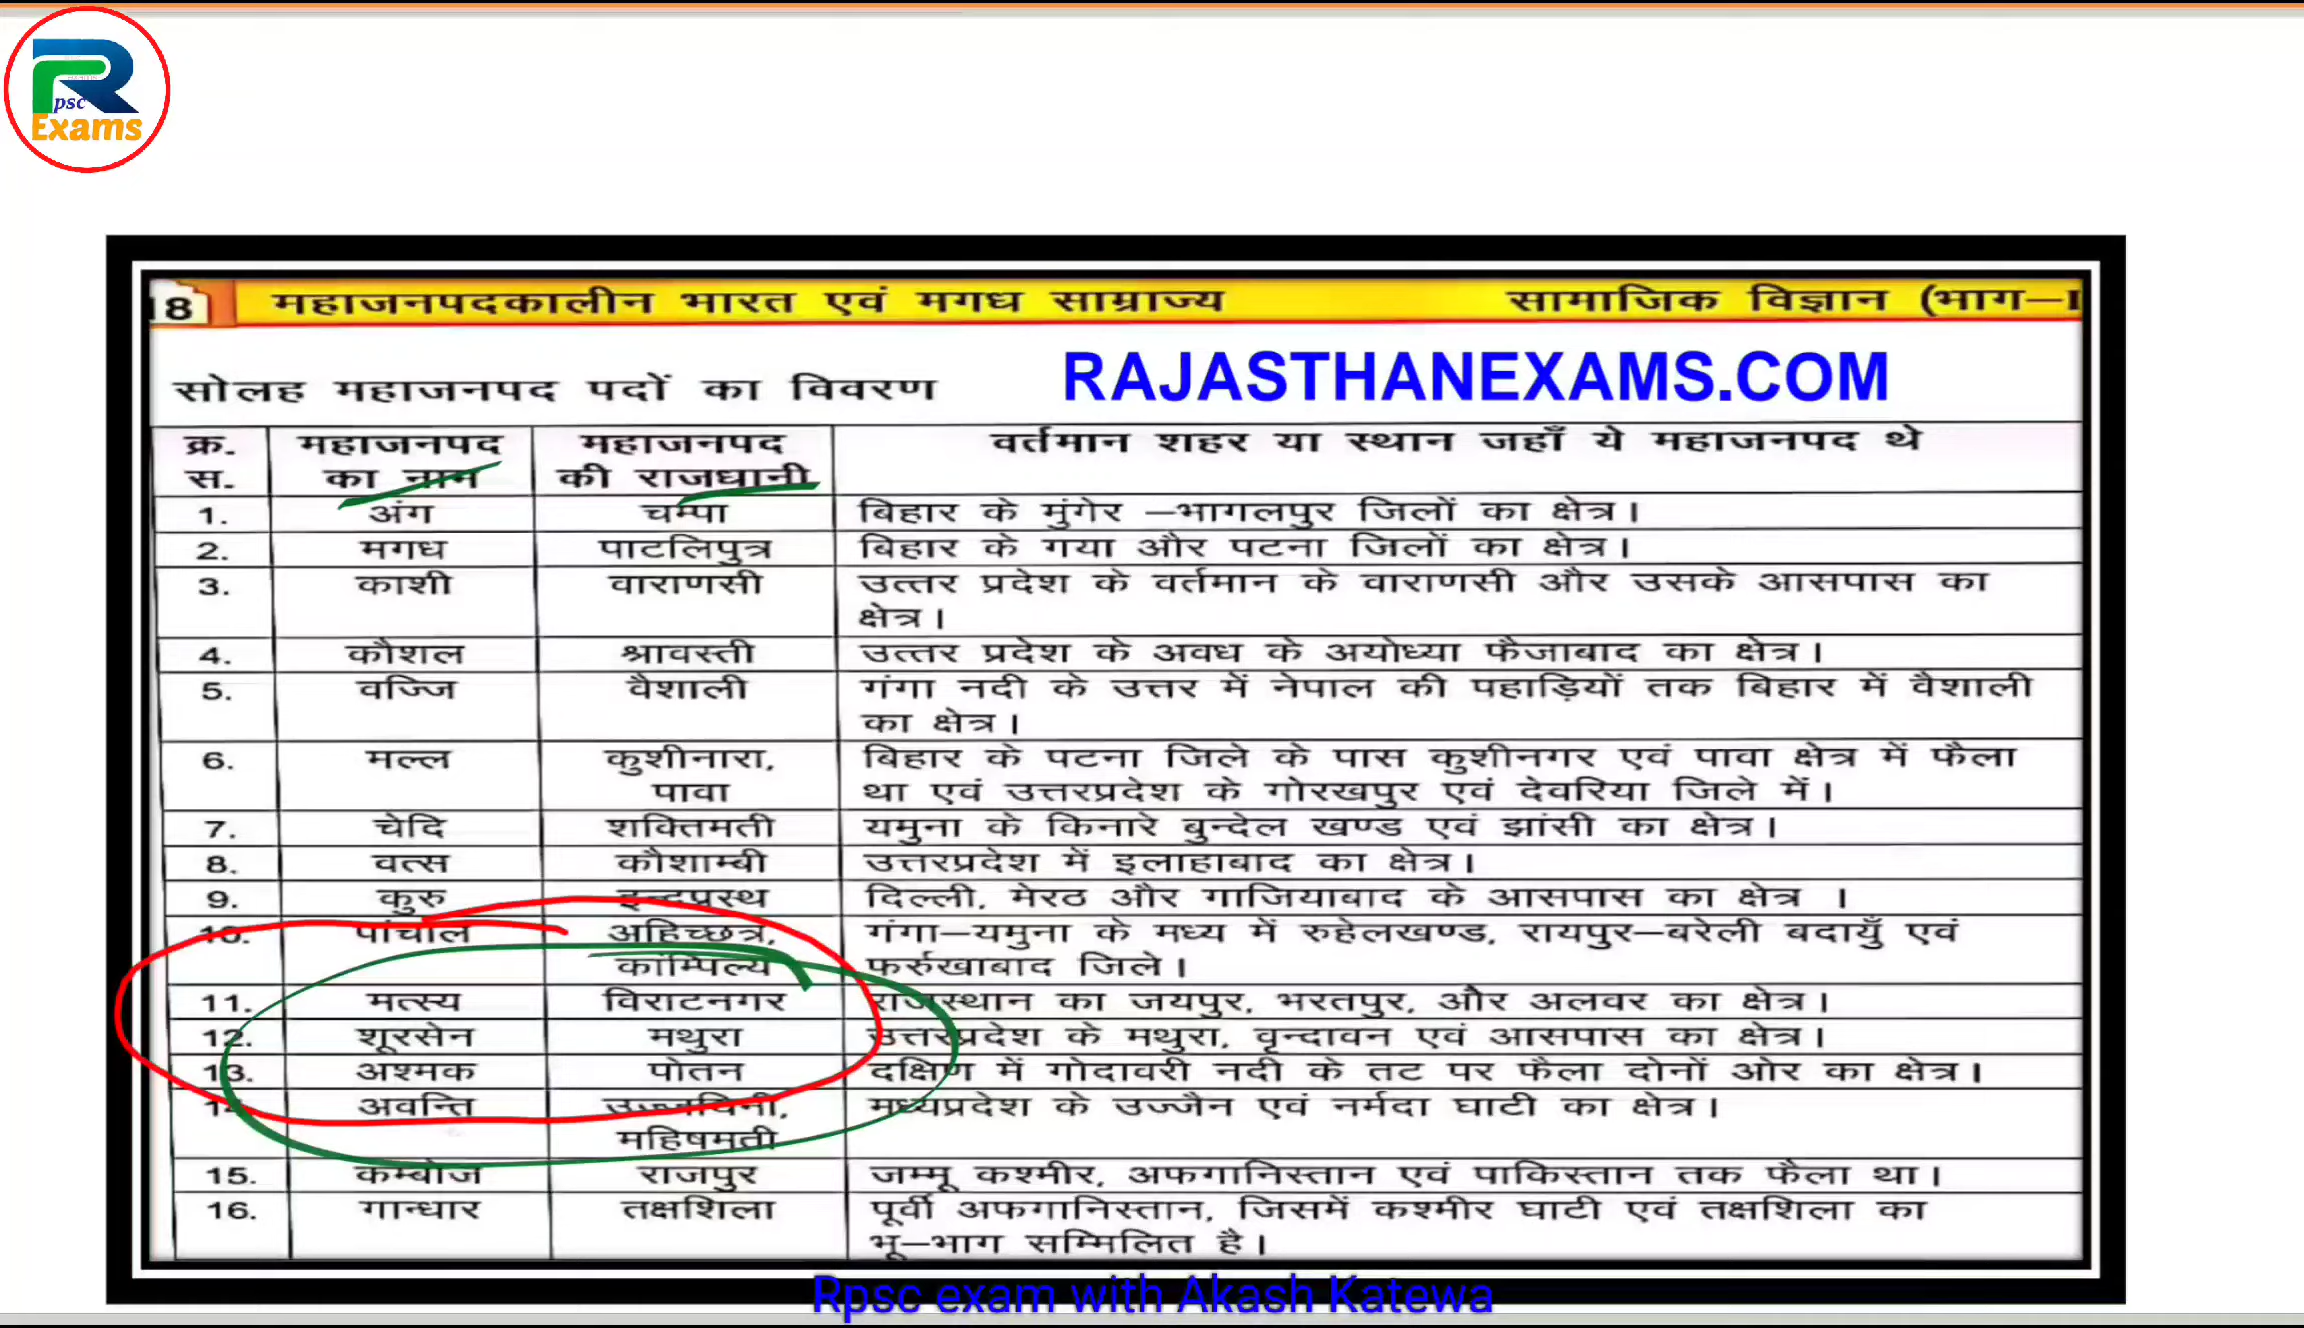 R
psc
Exams
18 महाजनपदकालीन भारत एवं मगध साम्राज्य सामाजिक विज्ञान (भाग–I
सोलह महाजनपद पदों का विवरण RAJASTHANEXAMS.COM
क्र. महाजनपद महाजनपद वर्तमान शहर या स्थान जहाँ ये महाजनपद थे
स. का नाम की राजधानी
1. अंग चम्पा बिहार के मुंगेर –भागलपुर जिलों का क्षेत्र।
2. मगध पाटलिपुत्र बिहार के गया और पटना जिलों का क्षेत्र।
3. काशी वाराणसी उत्तर प्रदेश के वर्तमान के वाराणसी और उसके आसपास का
क्षेत्र।
4. कौशल श्रावस्ती उत्तर प्रदेश के अवध के अयोध्या फैजाबाद का क्षेत्र।
5. वज्जि वैशाली गंगा नदी के उत्तर में नेपाल की पहाड़ियों तक बिहार में वैशाली
का क्षेत्र।
6. मल्ल कुशीनारा, बिहार के पटना जिले के पास कुशीनगर एवं पावा क्षेत्र में फैला
पावा था एवं उत्तरप्रदेश के गोरखपुर एवं देवरिया जिले में।
7. चेदि शक्तिमती यमुना के किनारे बुन्देल खण्ड एवं झांसी का क्षेत्र।
8. वत्स कौशाम्बी उत्तरप्रदेश में इलाहाबाद का क्षेत्र।
9. कुरु इन्द्रप्रस्थ दिल्ली, मेरठ और गाजियाबाद के आसपास का क्षेत्र ।
10. पांचाल अहिच्छत्र, गंगा–यमुना के मध्य में रुहेलखण्ड, रायपुर–बरेली बदायुँ एवं
काम्पिल्य फर्रुखाबाद जिले।
11. मत्स्य विराटनगर राजस्थान का जयपुर, भरतपुर, और अलवर का क्षेत्र।
12. शूरसेन मथुरा उत्तरप्रदेश के मथुरा, वृन्दावन एवं आसपास का क्षेत्र।
13. अश्मक पोतन दक्षिण में गोदावरी नदी के तट पर फैला दोनों ओर का क्षेत्र।
14. अवन्ति उज्जयिनी, मध्यप्रदेश के उज्जैन एवं नर्मदा घाटी का क्षेत्र।
महिषमती
15. कम्बोज राजपुर जम्मू कश्मीर, अफगानिस्तान एवं पाकिस्तान तक फैला था।
16. गान्धार तक्षशिला पूर्वी अफगानिस्तान, जिसमें कश्मीर घाटी एवं तक्षशिला का
भू–भाग सम्मिलित है।
Rpsc exam with Akash Katewa